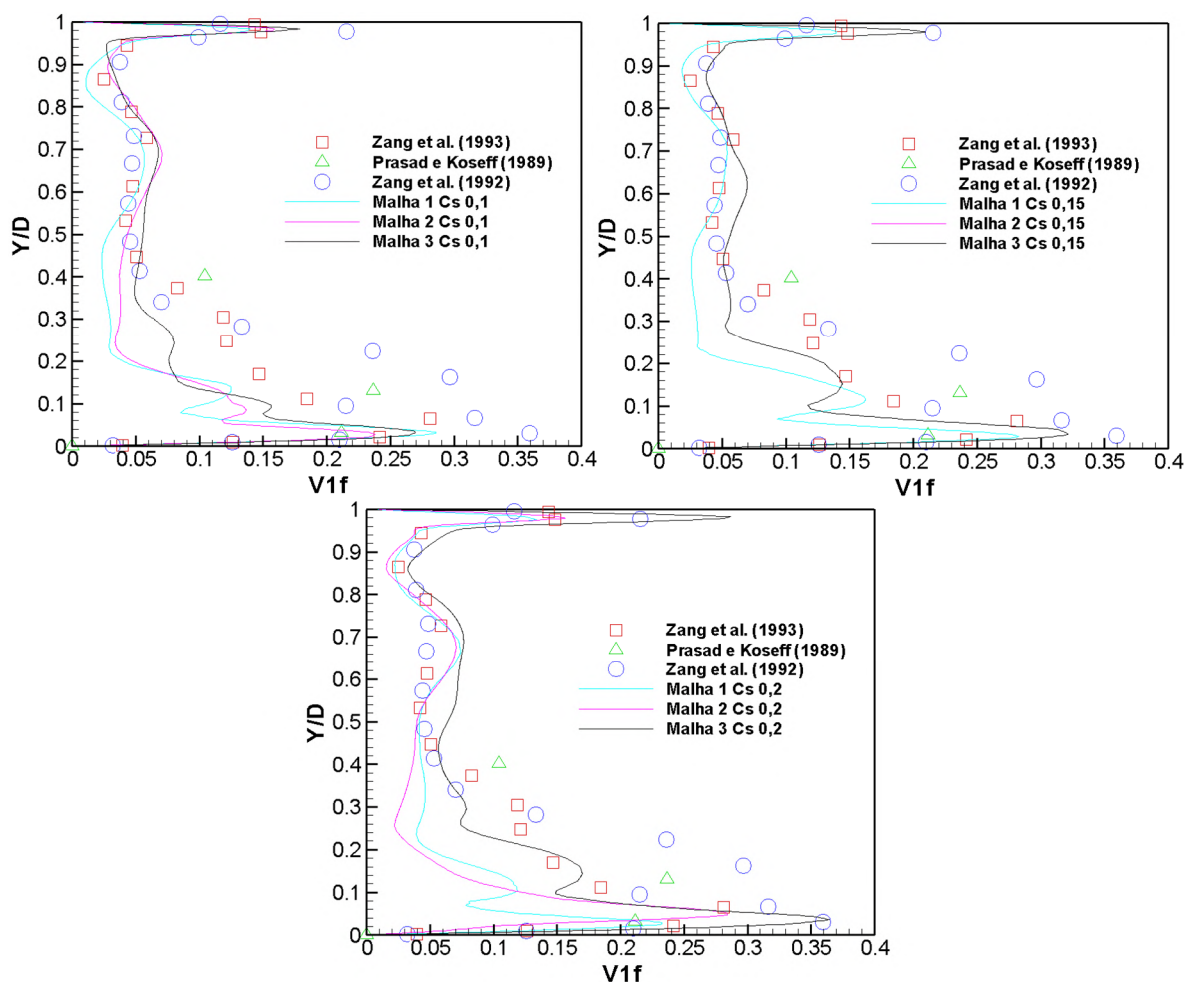 1
0.9
0.8
0.7
0.6
0.5
0.4
0.3
0.2
0.1
0
Y/D
0.05
0.1
0.15
0.2
0.25
0.3
0.35
0.4
V1f
Zang et al. (1993)
Prasad e Koseff (1989)
Zang et al. (1992)
Malha 1 Cs 0,1
Malha 2 Cs 0,1
Malha 3 Cs 0,1
1
0.9
0.8
0.7
0.6
0.5
0.4
0.3
0.2
0.1
0
Y/D
0
0.05
0.1
0.15
0.2
0.25
0.3
0.35
0.4
V1f
Zang et al. (1993)
Prasad e Koseff (1989)
Zang et al. (1992)
Malha 1 Cs 0,15
Malha 2 Cs 0,15
Malha 3 Cs 0,15
1
0.9
0.8
0.7
0.6
0.5
0.4
0.3
0.2
0.1
0
Y/D
0
0.05
0.1
0.15
0.2
0.25
0.3
0.35
0.4
V1f
Zang et al. (1993)
Prasad e Koseff (1989)
Zang et al. (1992)
Malha 1 Cs 0,2
Malha 2 Cs 0,2
Malha 3 Cs 0,2